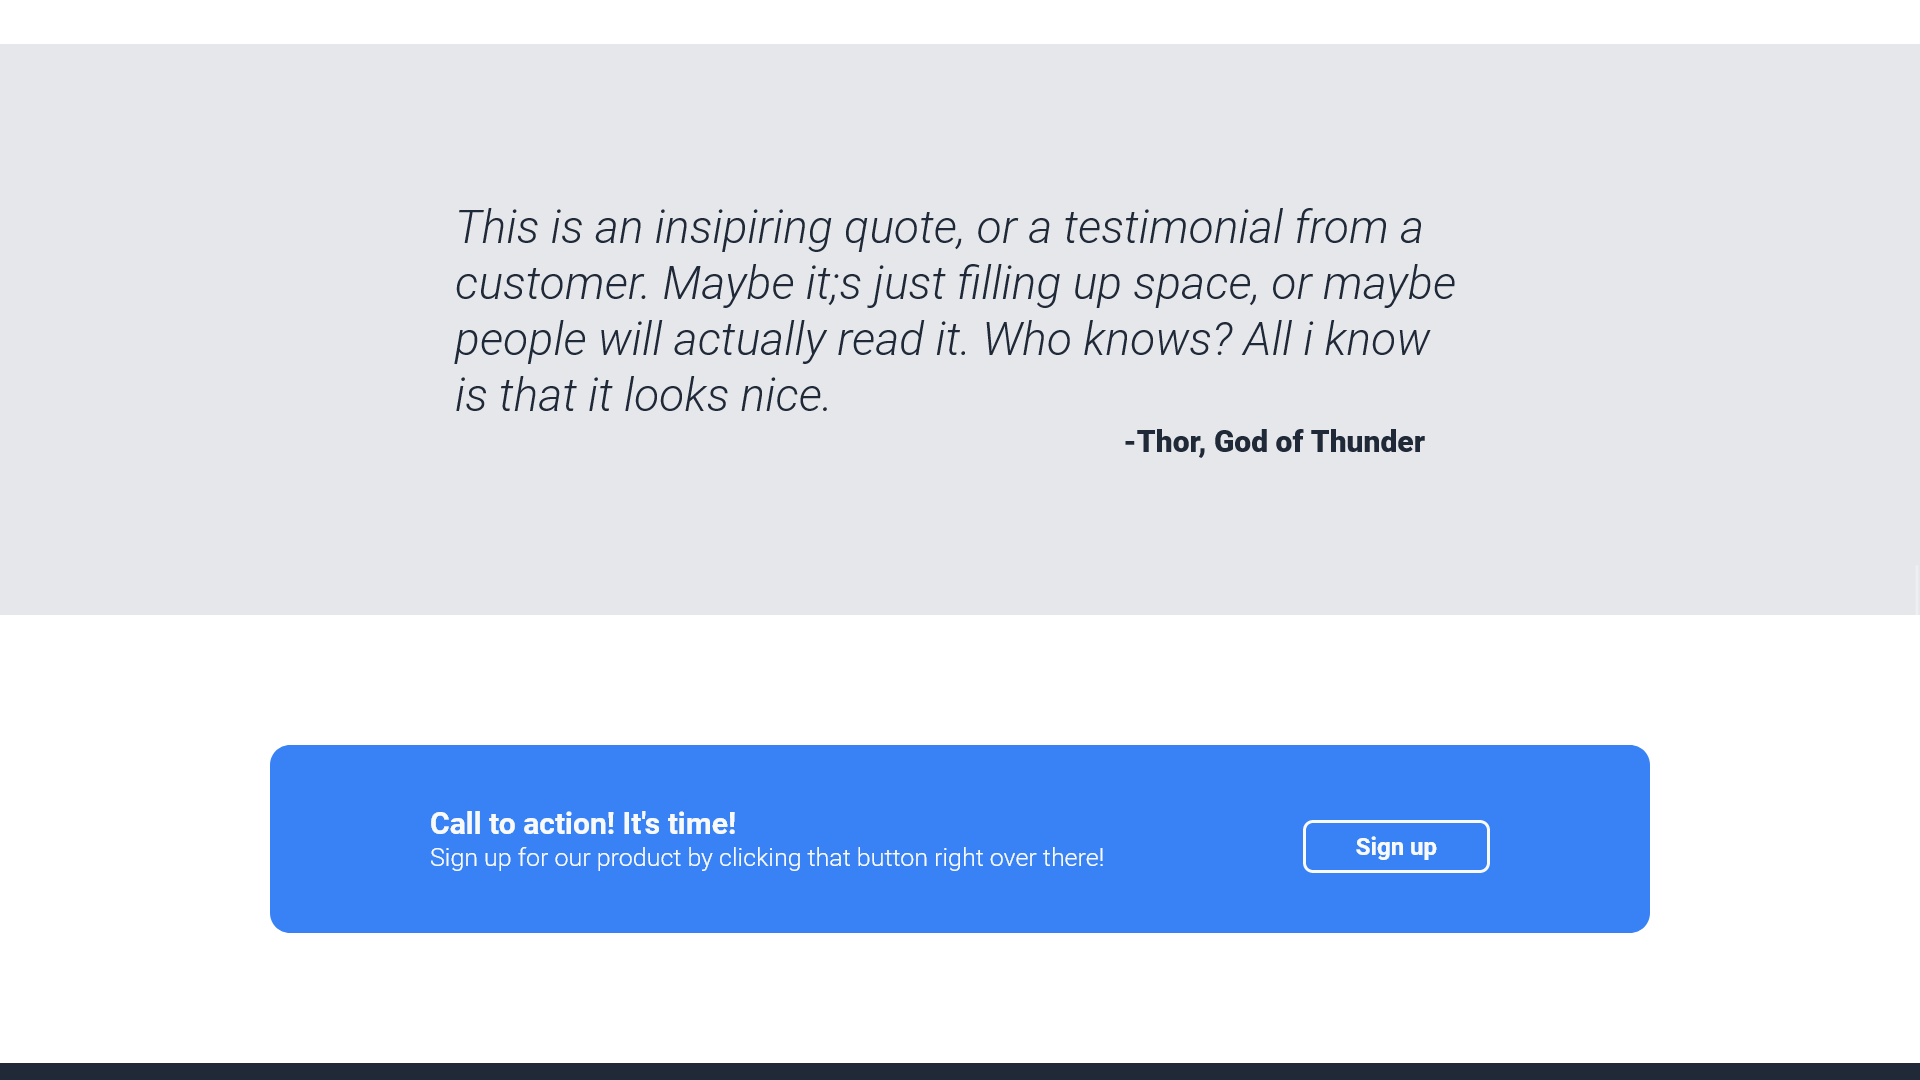 This is an insipiring quote, or a testimonial from a
customer. Maybe it;s just filling up space, or maybe
people will actually read it. Who knows? All i know
is that it looks nice.
-Thor, God of Thunder
Call to action! It's time!
Sign up for our product by clicking that button right over there!
Sign up